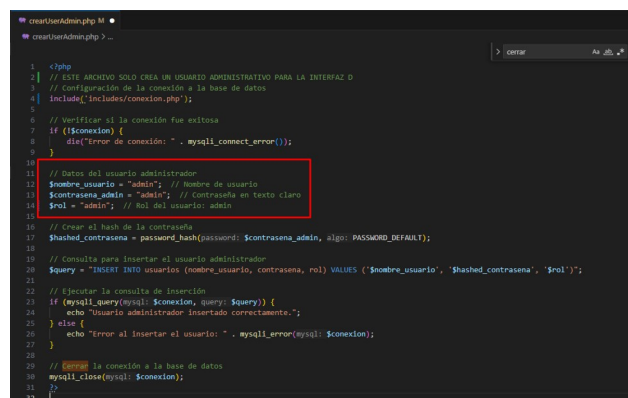 crearUserAdmin.php M ●
crearUserAdmin.php > ...
> cerrar Aa ab .*
1 <?php
2 // ESTE ARCHIVO SOLO CREA UN USUARIO ADMINISTRATIVO PARA LA INTERFAZ D
3 // Configuración de la conexión a la base de datos
4 include('includes/conexion.php');
5
6 // Verificar si la conexión fue exitosa
7 if (!$conexion) {
8 die("Error de conexión: " . mysqli_connect_error());
9 }
10
11 // Datos del usuario administrador
12 $nombre_usuario = "admin"; // Nombre de usuario
13 $contrasena_admin = "admin"; // Contraseña en texto claro
14 $rol = "admin"; // Rol del usuario: admin
15
16 // Crear el hash de la contraseña
17 $hashed_contrasena = password_hash(password: $contrasena_admin, algo: PASSWORD_DEFAULT);
18
19 // Consulta para insertar el usuario administrador
20 $query = "INSERT INTO usuarios (nombre_usuario, contrasena, rol) VALUES ('$nombre_usuario', '$hashed_contrasena', '$rol')";
21
22 // Ejecutar la consulta de inserción
23 if (mysqli_query(mysql: $conexion, query: $query)) {
24 echo "Usuario administrador insertado correctamente.";
25 } else {
26 echo "Error al insertar el usuario: " . mysqli_error(mysql: $conexion);
27 }
28
29 // Cerrar la conexión a la base de datos
30 mysqli_close(mysql: $conexion);
31 ?>
32